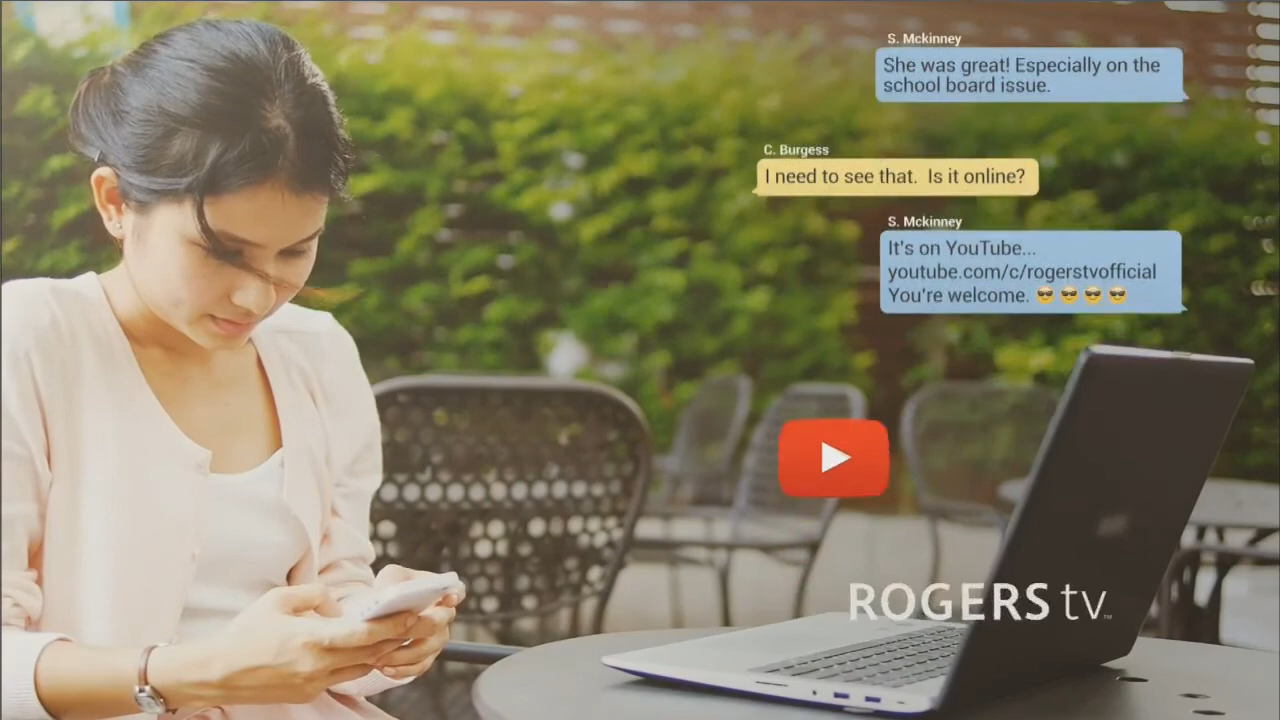 S. Mckinney
She was great! Especially on the
school board issue.
C. Burgess
I need to see that.  Is it online?
S. Mckinney
It's on YouTube...
youtube.com/c/rogerstvofficial
You're welcome. 😎 😎 😎 😎
ROGERS tv™